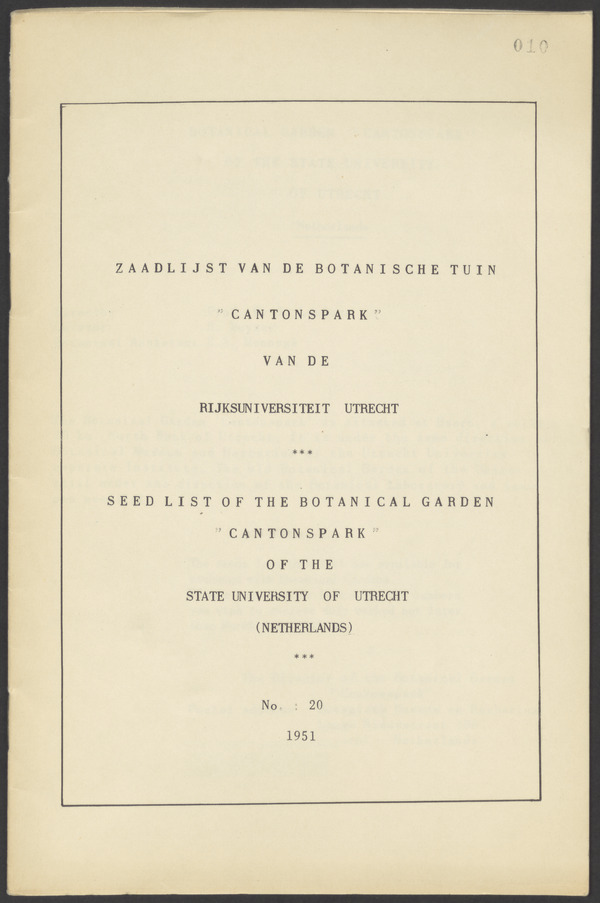 010
ZAADLIJST VAN DE BOTANISCHE TUIN
"CANTONSPARK"
VAN DE
RIJKSUNIVERSITEIT UTRECHT
***
SEED LIST OF THE BOTANICAL GARDEN
"CANTONSPARK"
OF THE
STATE UNIVERSITY OF UTRECHT
(NETHERLANDS)
***
No. : 20
1951